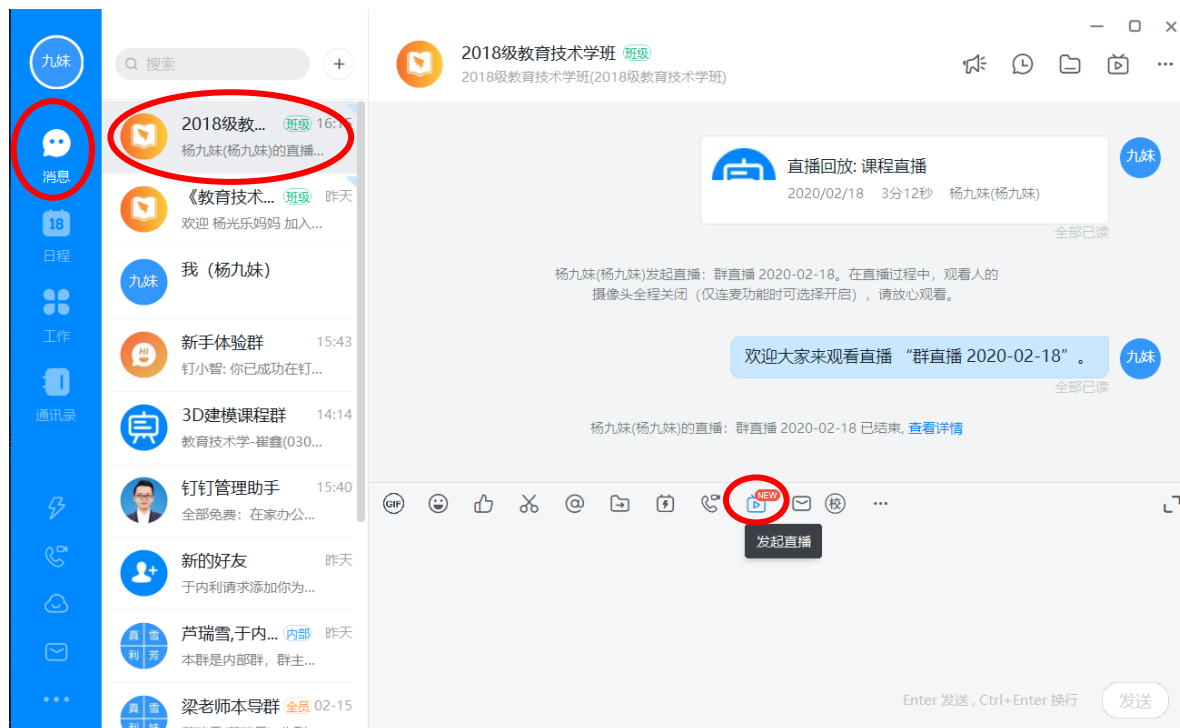 九妹
消息
18
日程
工作
通讯录
搜索
2018级教... 班级 16:15
杨九妹(杨九妹)的直播...
《教育技术... 班级 昨天
欢迎 杨光乐妈妈 加入...
九妹
我（杨九妹）
HI
新手体验群 15:43
钉小智: 你已成功在钉...
3D建模课程群 14:14
教育技术学-崔鑫(030...
钉钉管理助手 15:40
全部免费：在家办公...
新的好友 昨天
于内利请求添加你为...
真 雪
利 芳
芦瑞雪,于内... 内部 昨天
本群是内部群，群主...
真 雪
梁老师本导群 全员 02-15
2018级教育技术学班 班级
2018级教育技术学班(2018级教育技术学班)
直播回放: 课程直播
2020/02/18 3分12秒 杨九妹(杨九妹)
九妹
全部已读
杨九妹(杨九妹)发起直播：群直播 2020-02-18。在直播过程中，观看人的
摄像头全程关闭（仅连麦功能时可选择开启），请放心观看。
欢迎大家来观看直播 “群直播 2020-02-18”。
九妹
全部已读
杨九妹(杨九妹)的直播：群直播 2020-02-18 已结束, 查看详情
GIF
NEW
校
发起直播
Enter 发送 , Ctrl+Enter 换行
发送